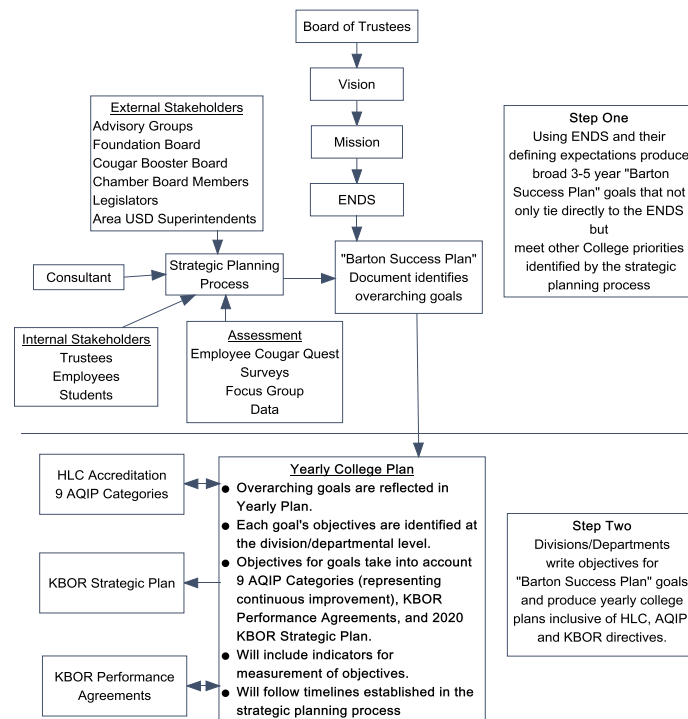 Board of Trustees
Vision
Mission
ENDS
External Stakeholders
Advisory Groups
Foundation Board
Cougar Booster Board
Chamber Board Members
Legislators
Area USD Superintendents
Consultant
Strategic Planning
Process
"Barton Success Plan"
Document identifies
overarching goals
Internal Stakeholders
Trustees
Employees
Students
Assessment
Employee Cougar Quest
Surveys
Focus Group
Data
Step One
Using ENDS and their
defining expectations produce
broad 3-5 year "Barton
Success Plan" goals that not
only tie directly to the ENDS
but
meet other College priorities
identified by the strategic
planning process
HLC Accreditation
9 AQIP Categories
KBOR Strategic Plan
KBOR Performance
Agreements
Yearly College Plan
● Overarching goals are reflected in
Yearly Plan.
● Each goal's objectives are identified at
the division/departmental level.
● Objectives for goals take into account
9 AQIP Categories (representing
continuous improvement), KBOR
Performance Agreements, and 2020
KBOR Strategic Plan.
● Will include indicators for
measurement of objectives.
● Will follow timelines established in the
strategic planning process
Step Two
Divisions/Departments
write objectives for
"Barton Success Plan" goals
and produce yearly college
plans inclusive of HLC, AQIP
and KBOR directives.